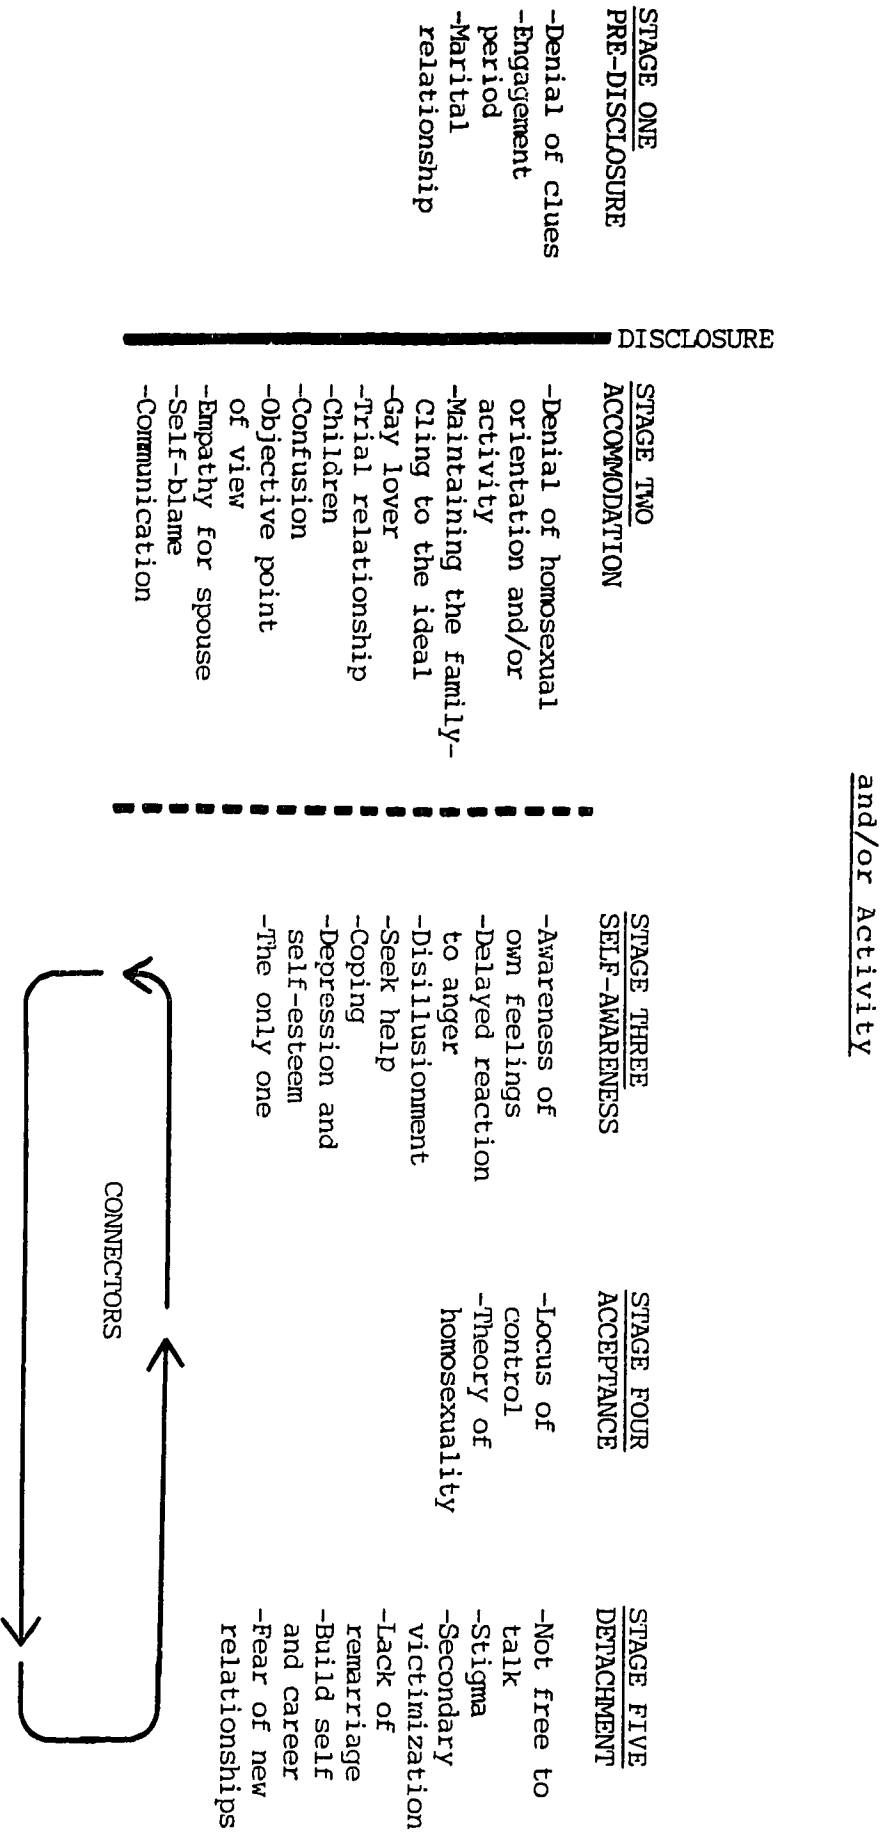 and/or Activity
STAGE ONE
PRE-DISCLOSURE
-Denial of clues
-Engagement
period
-Marital
relationship
DISCLOSURE
STAGE TWO
ACCOMMODATION
-Denial of homosexual
orientation and/or
activity
-Maintaining the family-
Cling to the ideal
-Gay lover
-Trial relationship
-Children
-Confusion
-Objective point
of view
-Empathy for spouse
-Self-blame
-Communication
STAGE THREE
SELF-AWARENESS
-Awareness of
own feelings
-Delayed reaction
to anger
-Disillusionment
-Seek help
-Coping
-Depression and
self-esteem
-The only one
STAGE FOUR
ACCEPTANCE
-Locus of
control
-Theory of
homosexuality
STAGE FIVE
DETACHMENT
-Not free to
talk
-Stigma
-Secondary
victimization
-Lack of
remarriage
-Build self
and career
-Fear of new
relationships
CONNECTORS